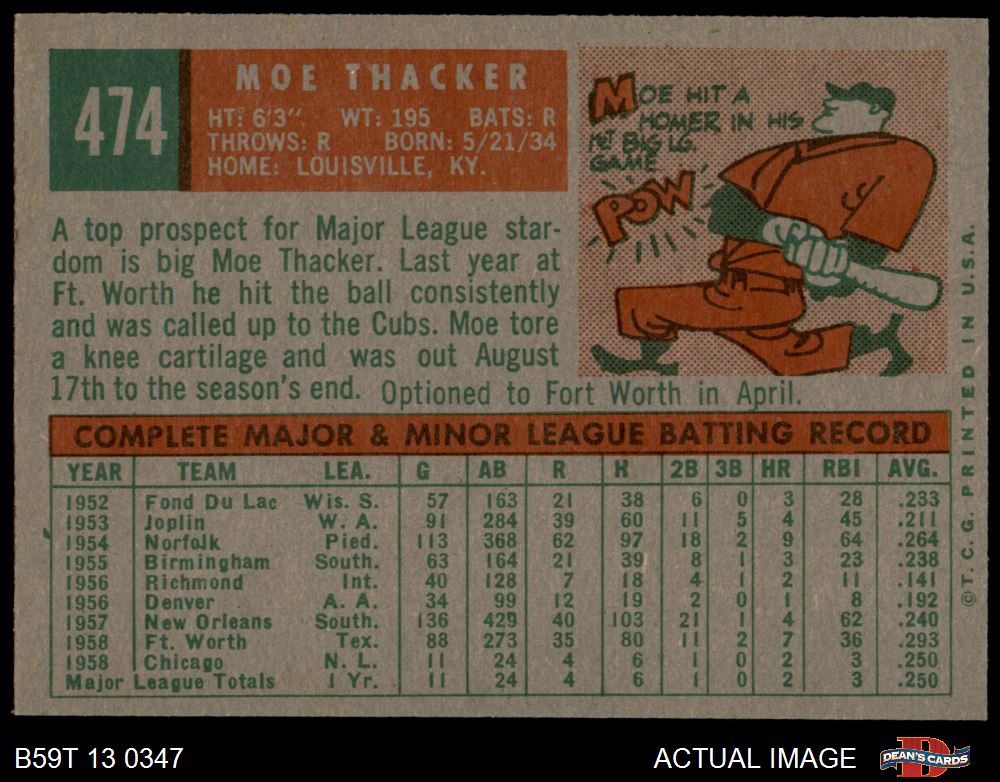 474
MOE THACKER
HT: 6'3". WT: 195 BATS: R
THROWS: R BORN: 5/21/34
HOME: LOUISVILLE, KY.
MOE HIT A
HOMER IN HIS
1ST BIG LG.
GAME
POW
A top prospect for Major League star-
dom is big Moe Thacker. Last year at
Ft. Worth he hit the ball consistently
and was called up to the Cubs. Moe tore
a knee cartilage and was out August
17th to the season's end. Optioned to Fort Worth in April.
COMPLETE MAJOR & MINOR LEAGUE BATTING RECORD
YEAR TEAM LEA. G AB R H 2B 3B HR RBI AVG.
1952 Fond Du Lac Wis. S. 57 163 21 38 6 0 3 28 .233
1953 Joplin W. A. 91 284 39 60 11 5 4 45 .211
1954 Norfolk Pied. 113 368 62 97 18 2 9 64 .264
1955 Birmingham South. 63 164 21 39 8 1 3 23 .238
1956 Richmond Int. 40 128 7 18 4 1 2 11 .141
1956 Denver A. A. 34 99 12 19 2 0 1 8 .192
1957 New Orleans South. 136 429 40 103 21 1 4 62 .240
1958 Ft. Worth Tex. 88 273 35 80 11 2 7 36 .293
1958 Chicago N. L. 11 24 4 6 1 0 2 3 .250
Major League Totals 1 Yr. 11 24 4 6 1 0 2 3 .250
©T. C. G. PRINTED IN U.S.A.
B59T 13 0347
ACTUAL IMAGE
D
DEAN'S CARDS